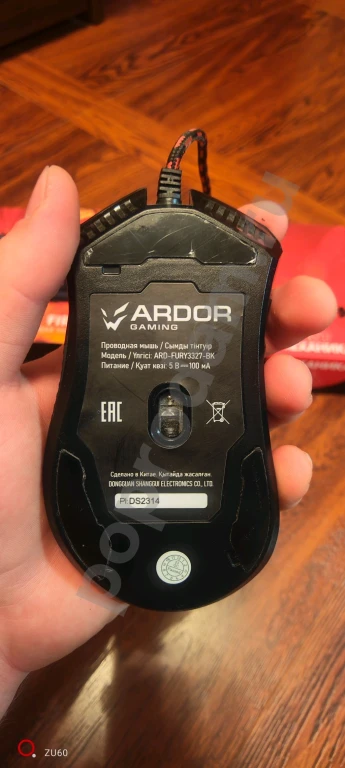 ARDOR
GAMING
Проводная мышь / Сымды тінтуір
Модель / Үлгісі: ARD-FURY3327-BK
Питание / Қуат көзі: 5 В⎓100 мА
EAC
Сделано в Китае. Қытайда жасалған.
DONGGUAN SHANGGUI ELECTRONICS CO., LTD.
PI: DS2314
ZU60